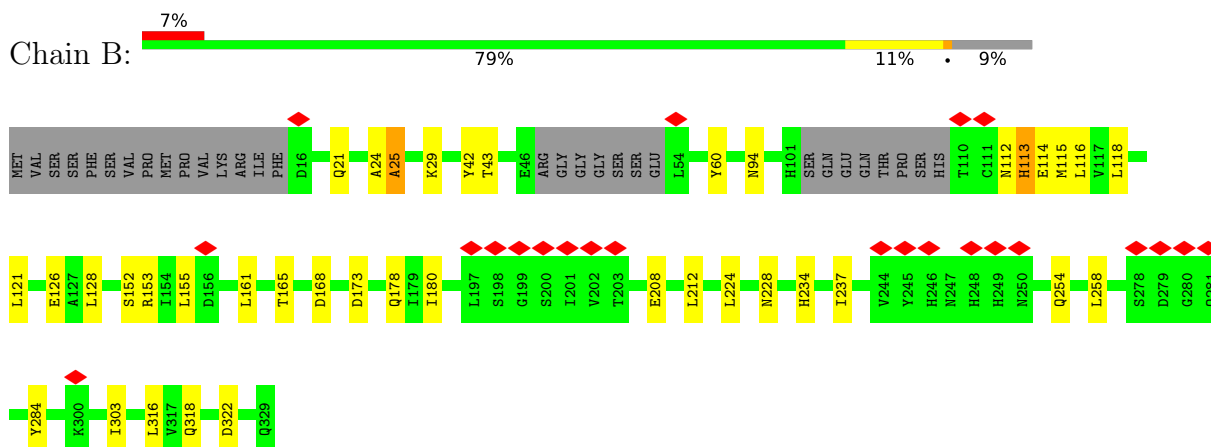 7%
Chain B:
79% 11% • 9%
MET VAL SER SER PHE SER VAL PRO MET PRO VAL LYS ARG ILE PHE D16 Q21 A24 A25 K29 Y42 T43 E46 ARG GLY GLY GLY SER SER GLU L54 Y60 N94 H101 SER GLN GLU GLU GLN THR PRO SER HIS T110 C111 N112 H113 E114 M115 L116 V117 L118
L121 E126 A127 L128 S152 R153 I154 L155 D156 L161 T165 D168 D173 Q178 I179 I180 L197 S198 G199 G200 I201 V202 T203 E208 L212 L224 N228 H234 I237 V244 Y245 H246 N247 H248 H249 N250 Q254 L258 S278 D279 G280
Y284 K300 I303 L316 V317 Q318 D322 Q329